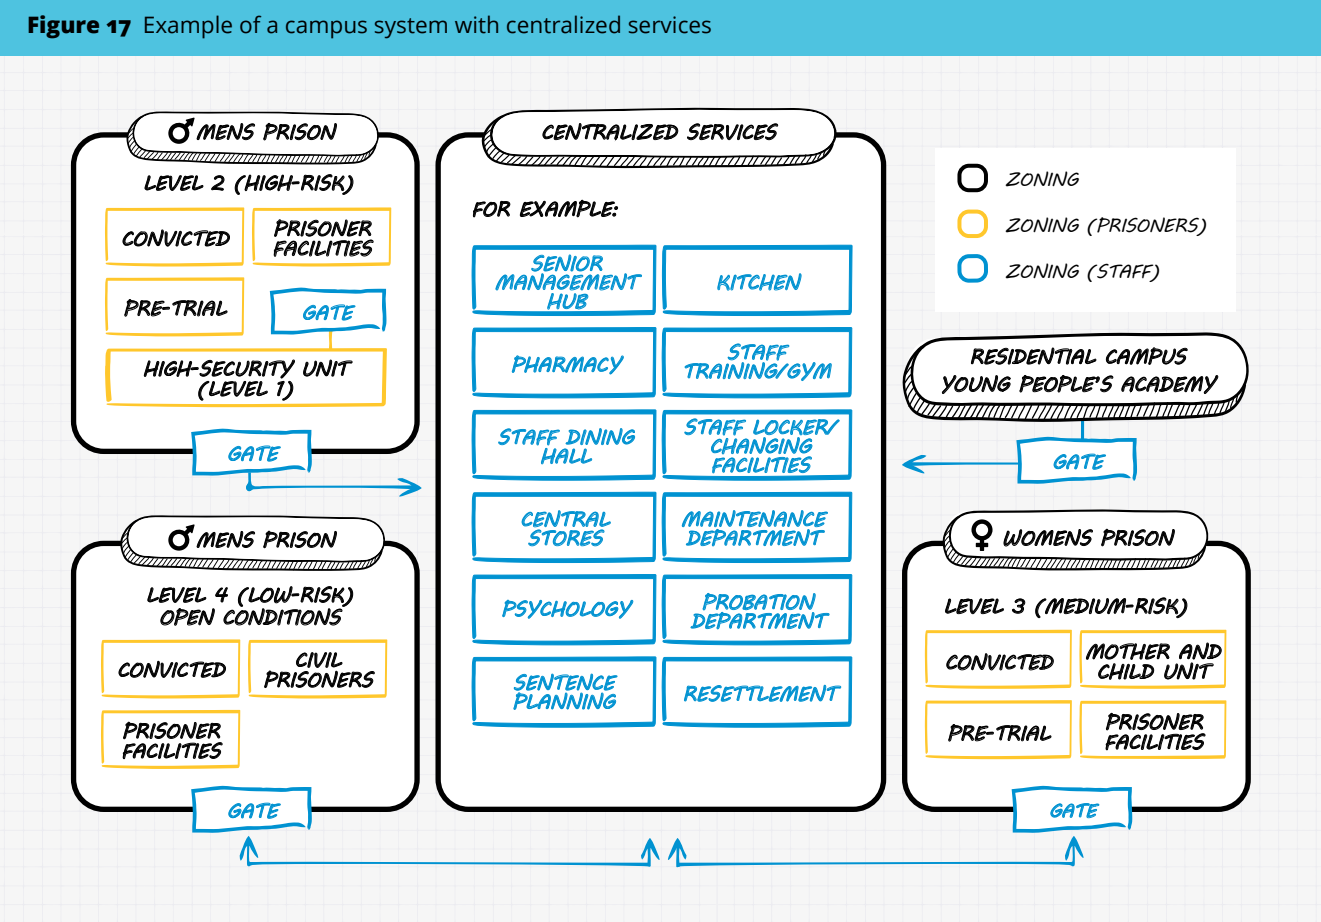 Figure 17 Example of a campus system with centralized services
MENS PRISON
LEVEL 2 (HIGH-RISK)
CONVICTED
PRISONER
FACILITIES
PRE-TRIAL
GATE
HIGH-SECURITY UNIT
(LEVEL 1)
GATE
MENS PRISON
LEVEL 4 (LOW-RISK)
OPEN CONDITIONS
CONVICTED
CIVIL
PRISONERS
PRISONER
FACILITIES
GATE
CENTRALIZED SERVICES
FOR EXAMPLE:
SENIOR
MANAGEMENT
HUB
KITCHEN
PHARMACY
STAFF
TRAINING/GYM
STAFF DINING
HALL
STAFF LOCKER/
CHANGING
FACILITIES
CENTRAL
STORES
MAINTENANCE
DEPARTMENT
PSYCHOLOGY
PROBATION
DEPARTMENT
SENTENCE
PLANNING
RESETTLEMENT
ZONING
ZONING (PRISONERS)
ZONING (STAFF)
RESIDENTIAL CAMPUS
YOUNG PEOPLE'S ACADEMY
GATE
WOMENS PRISON
LEVEL 3 (MEDIUM-RISK)
CONVICTED
MOTHER AND
CHILD UNIT
PRE-TRIAL
PRISONER
FACILITIES
GATE